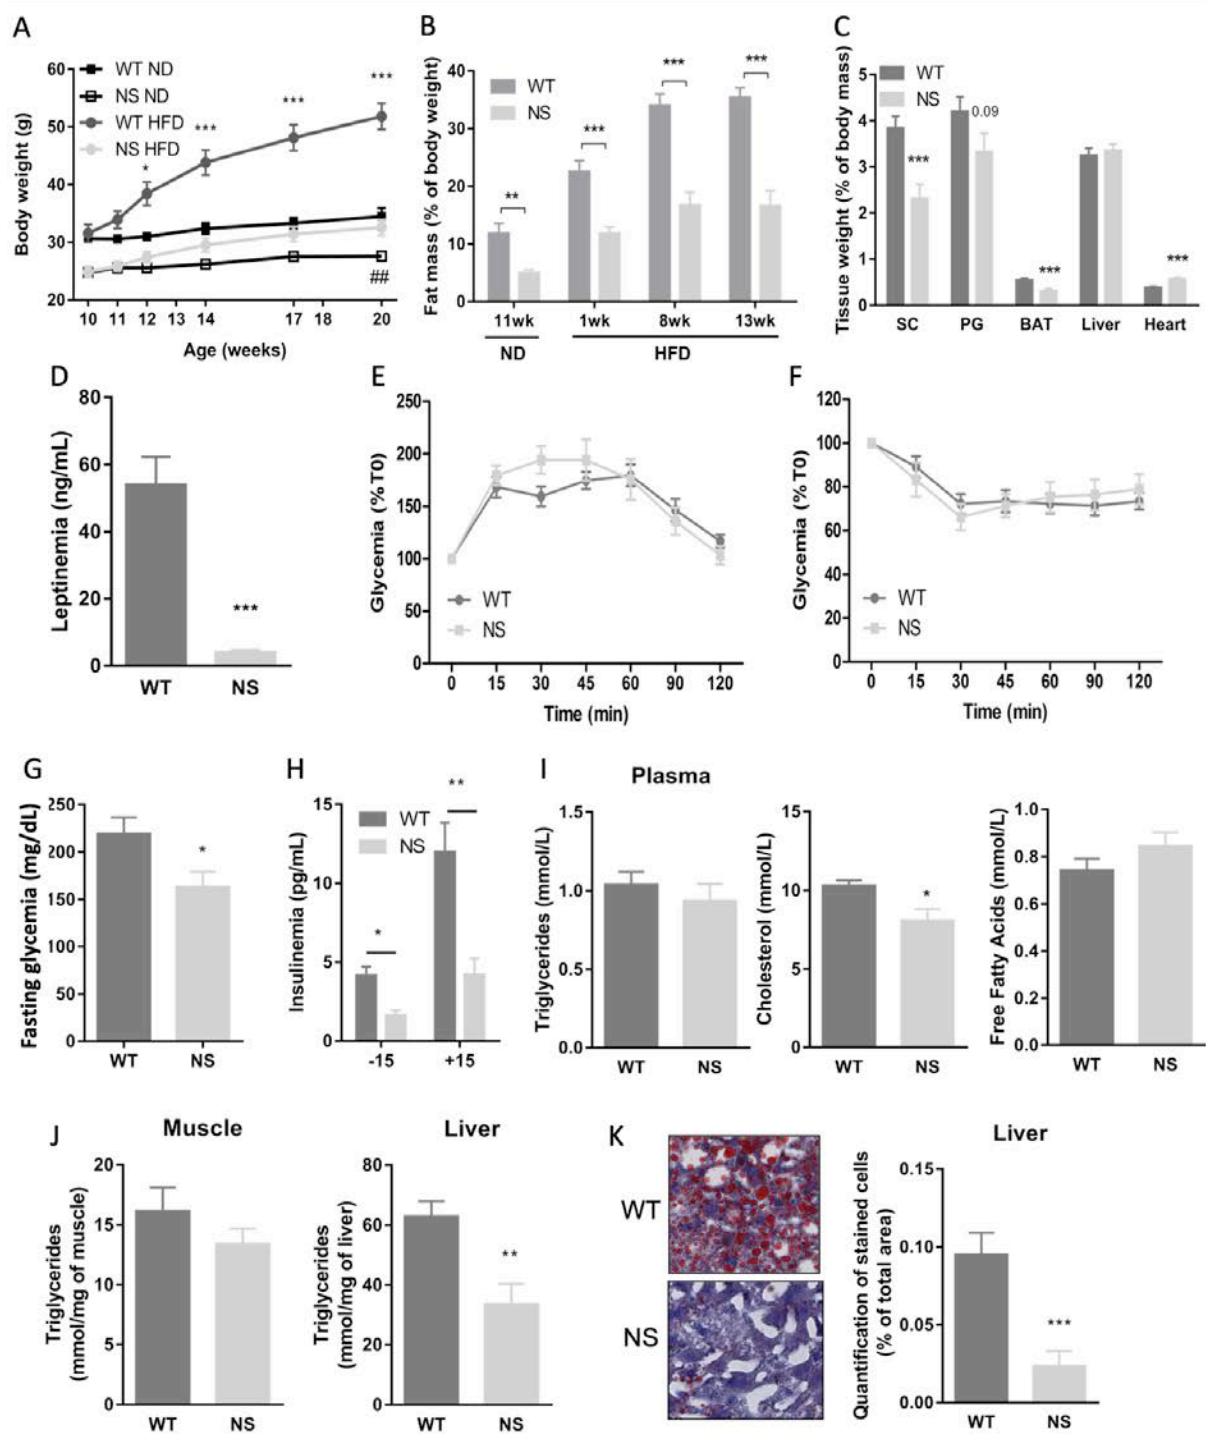 A
Body weight (g)
60
50
40
30
20
WT ND
NS ND
WT HFD
NS HFD
*
***
***
***
##
10 11 12 13 14 17 18 20
Age (weeks)
B
Fat mass (% of body weight)
40
30
20
10
0
WT
NS
**
***
***
***
11wk 1wk 8wk 13wk
ND HFD
C
Tissue weight (% of body mass)
5
4
3
2
1
0
WT
NS
***
0.09
***
***
SC PG BAT Liver Heart
D
Leptinemia (ng/mL)
80
60
40
20
0
***
WT NS
E
Glycemia (%T0)
250
200
150
100
50
0
WT
NS
0 15 30 45 60 90 120
Time (min)
F
Glycemia (%T0)
120
100
80
60
40
20
0
WT
NS
0 15 30 45 60 90 120
Time (min)
G
Fasting glycemia (mg/dL)
250
200
150
100
50
0
*
WT NS
H
Insulinemia (pg/mL)
15
10
5
0
WT
NS
*
**
-15 +15
I
Plasma
Triglycerides (mmol/L)
1.5
1.0
0.5
0.0
WT NS
Cholesterol (mmol/L)
15
10
5
0
*
WT NS
Free Fatty Acids (mmol/L)
1.0
0.8
0.6
0.4
0.2
0.0
WT NS
J
Muscle
Triglycerides
(mmol/mg of muscle)
20
15
10
5
0
WT NS
Liver
Triglycerides
(mmol/mg of liver)
80
60
40
20
0
**
WT NS
K
WT
NS
Liver
Quantification of stained cells
(% of total area)
0.15
0.10
0.05
0.00
***
WT NS